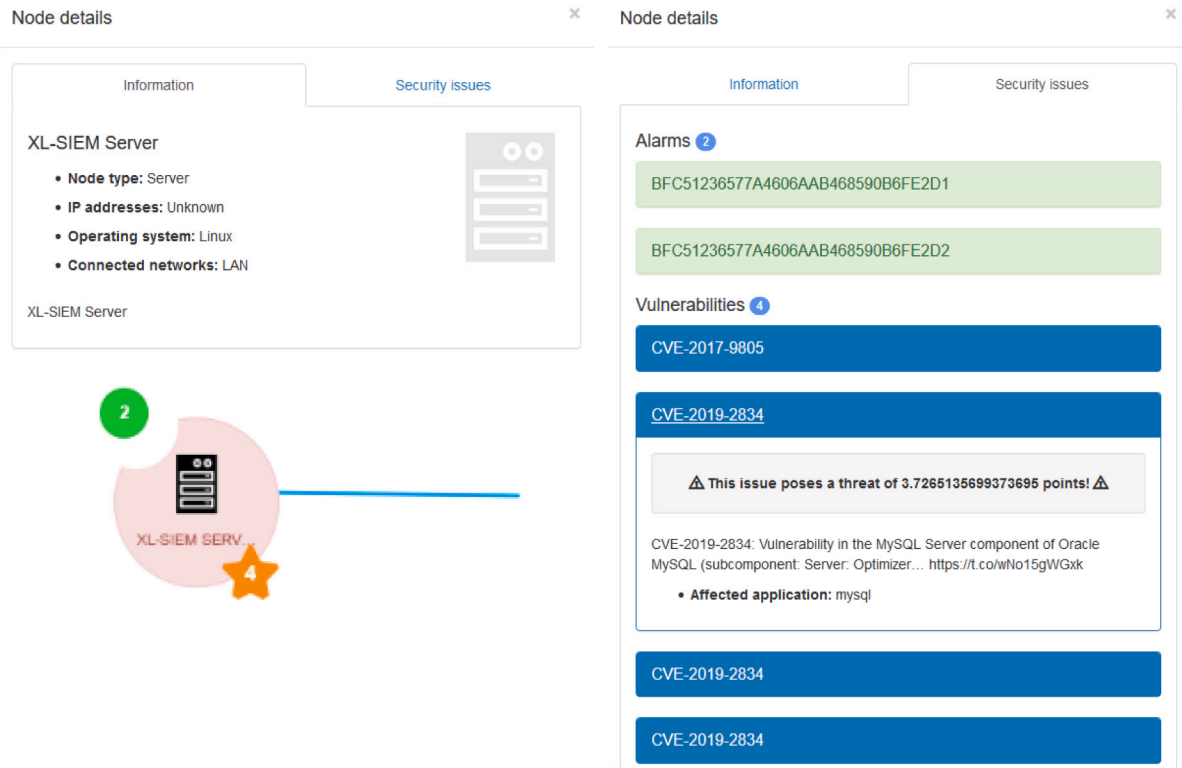 Node details ×
Information
Security issues
XL-SIEM Server
• Node type: Server
• IP addresses: Unknown
• Operating system: Linux
• Connected networks: LAN
XL-SIEM Server
2
XL-SIEM SERV...
4
Node details ×
Information
Security issues
Alarms 2
BFC51236577A4606AAB468590B6FE2D1
BFC51236577A4606AAB468590B6FE2D2
Vulnerabilities 4
CVE-2017-9805
CVE-2019-2834
⚠ This issue poses a threat of 3.7265135699373695 points! ⚠
CVE-2019-2834: Vulnerability in the MySQL Server component of Oracle
MySQL (subcomponent: Server: Optimizer… https://t.co/wNo15gWGxk
• Affected application: mysql
CVE-2019-2834
CVE-2019-2834